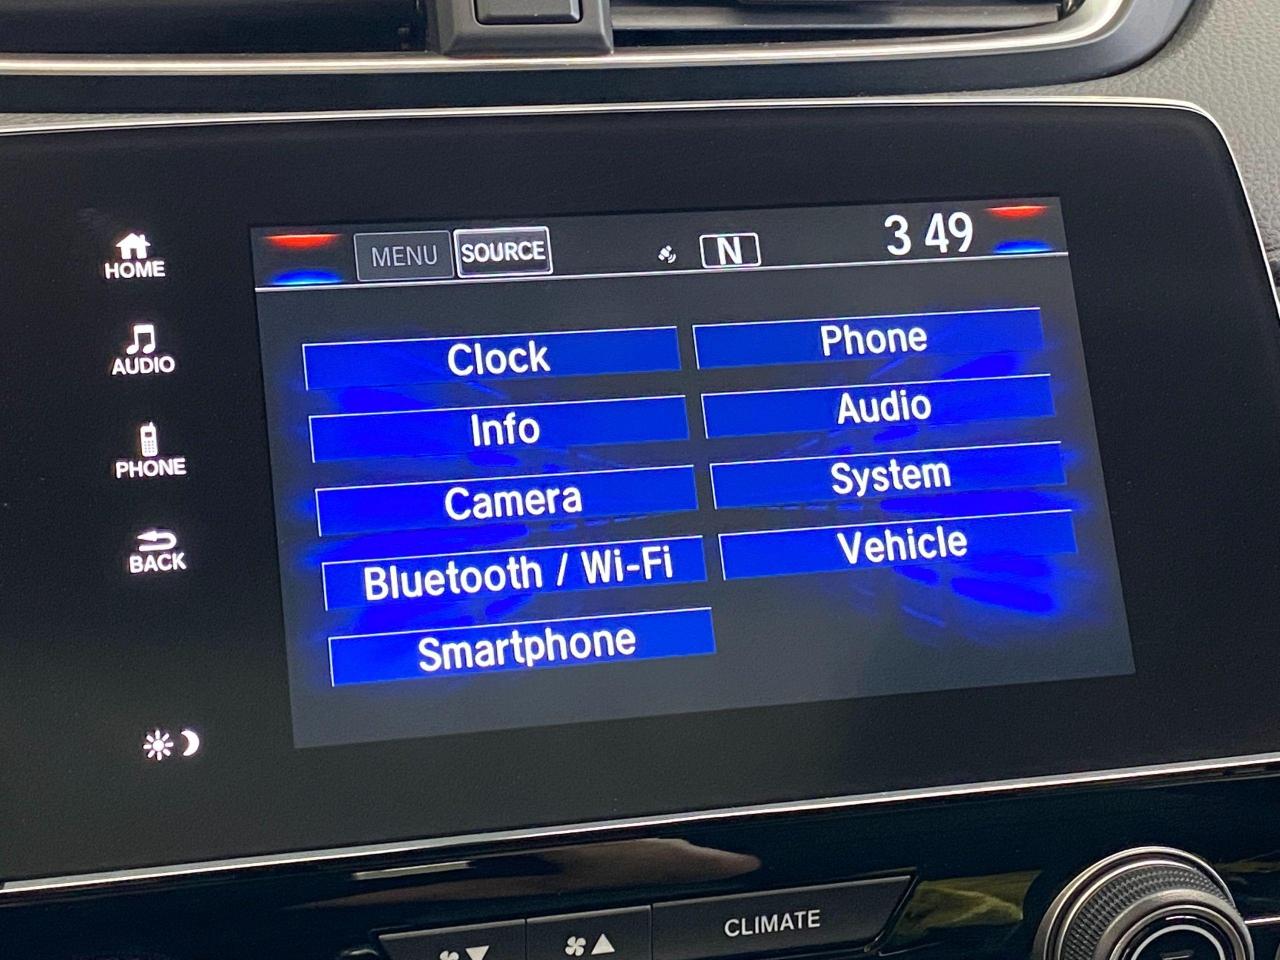 MENU SOURCE N 3 49
HOME
AUDIO
PHONE
BACK
Clock
Phone
Info
Audio
Camera
System
Bluetooth / Wi-Fi
Vehicle
Smartphone
CLIMATE